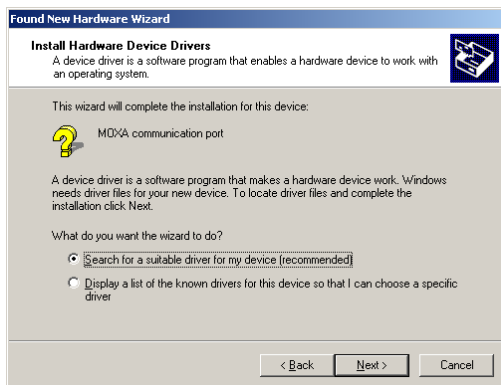 Found New Hardware Wizard
Install Hardware Device Drivers
A device driver is a software program that enables a hardware device to work with
an operating system.
This wizard will complete the installation for this device:
MOXA communication port
A device driver is a software program that makes a hardware device work. Windows
needs driver files for your new device. To locate driver files and complete the
installation click Next.
What do you want the wizard to do?
Search for a suitable driver for my device (recommended)
Display a list of the known drivers for this device so that I can choose a specific
driver
< Back Next > Cancel